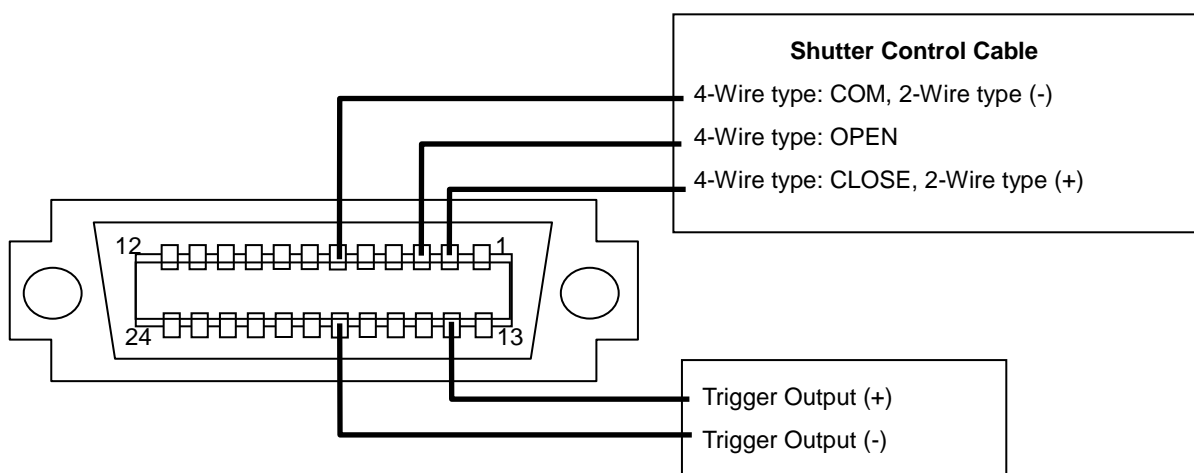 Shutter Control Cable
4-Wire type: COM, 2-Wire type (-)
4-Wire type: OPEN
4-Wire type: CLOSE, 2-Wire type (+)
12
1
24
13
Trigger Output (+)
Trigger Output (-)